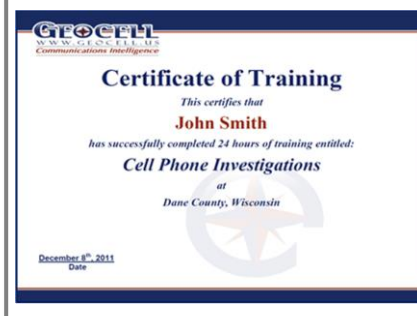 GEOCELL
WWW.GEOCELL.US
Communications Intelligence
Certificate of Training
This certifies that
John Smith
has successfully completed 24 hours of training entitled:
Cell Phone Investigations
at
Dane County, Wisconsin
December 8th, 2011
Date